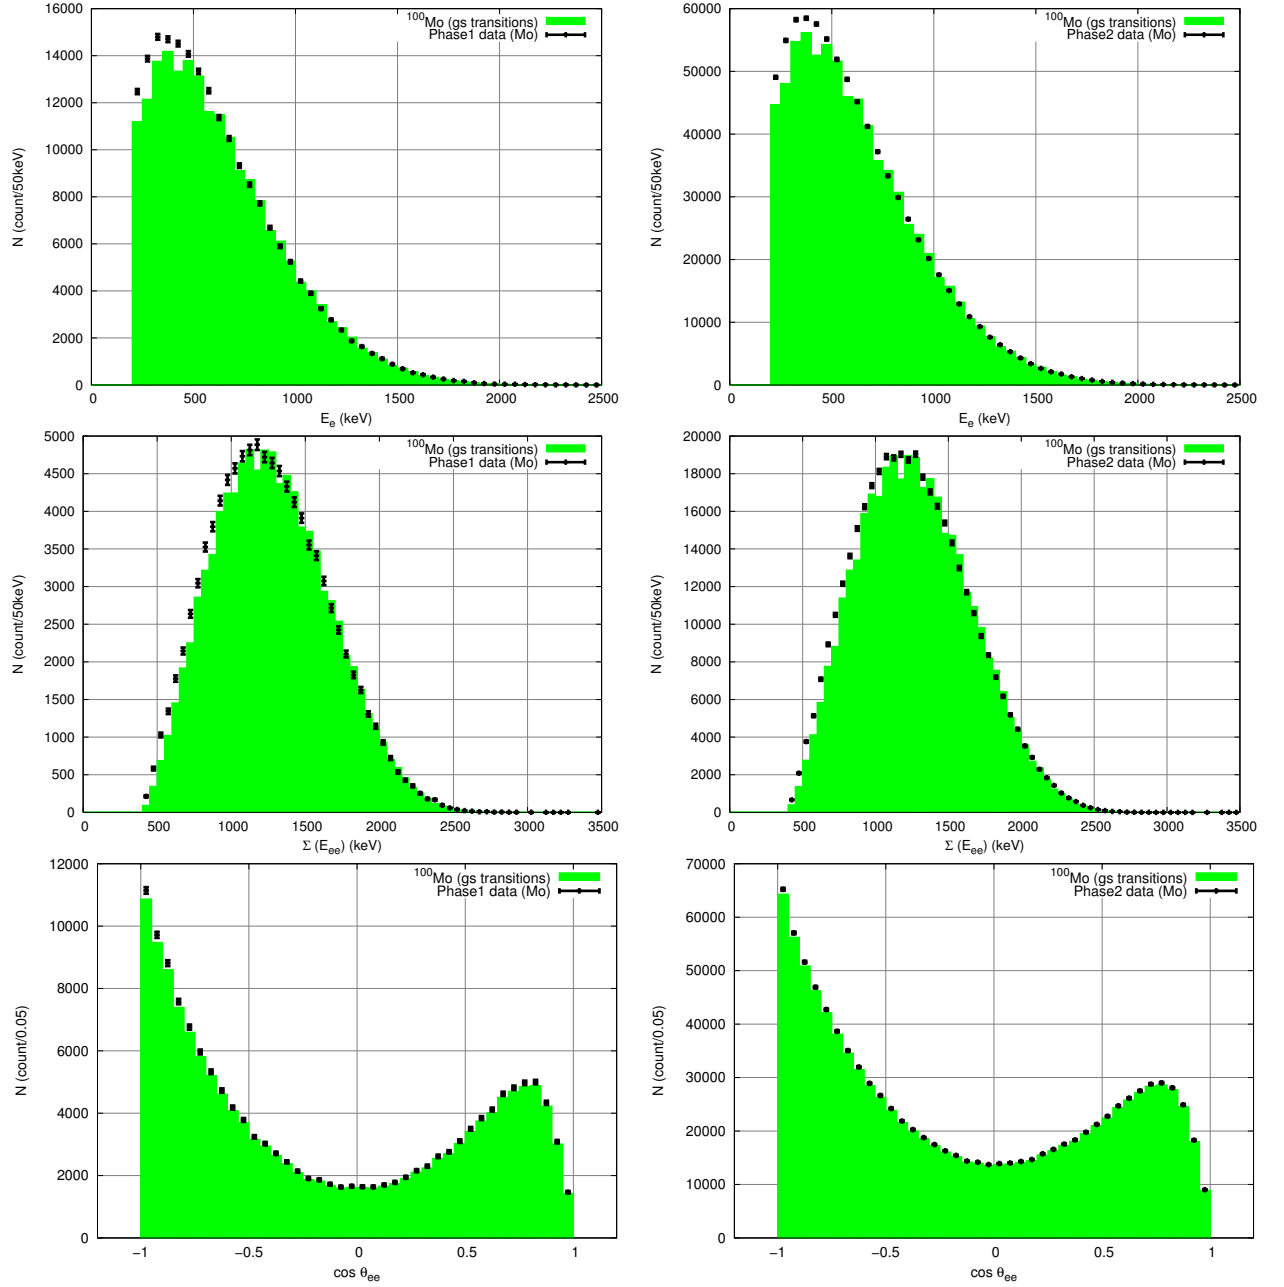 16000
14000
12000
10000
8000
6000
4000
2000
0
N (count/50keV)
¹⁰⁰Mo (gs transitions)
Phase1 data (Mo)
0 500 1000 1500 2000 2500
Eₑ (keV)
60000
50000
40000
30000
20000
10000
0
N (count/50keV)
¹⁰⁰Mo (gs transitions)
Phase2 data (Mo)
0 500 1000 1500 2000 2500
Eₑ (keV)
5000
4500
4000
3500
3000
2500
2000
1500
1000
500
0
N (count/50keV)
¹⁰⁰Mo (gs transitions)
Phase1 data (Mo)
0 500 1000 1500 2000 2500 3000 3500
Σ (Eₑₑ) (keV)
20000
18000
16000
14000
12000
10000
8000
6000
4000
2000
0
N (count/50keV)
¹⁰⁰Mo (gs transitions)
Phase2 data (Mo)
0 500 1000 1500 2000 2500 3000 3500
Σ (Eₑₑ) (keV)
12000
10000
8000
6000
4000
2000
0
N (count/0.05)
¹⁰⁰Mo (gs transitions)
Phase1 data (Mo)
−1 −0.5 0 0.5 1
cos θₑₑ
70000
60000
50000
40000
30000
20000
10000
0
N (count/0.05)
¹⁰⁰Mo (gs transitions)
Phase2 data (Mo)
−1 −0.5 0 0.5 1
cos θₑₑ